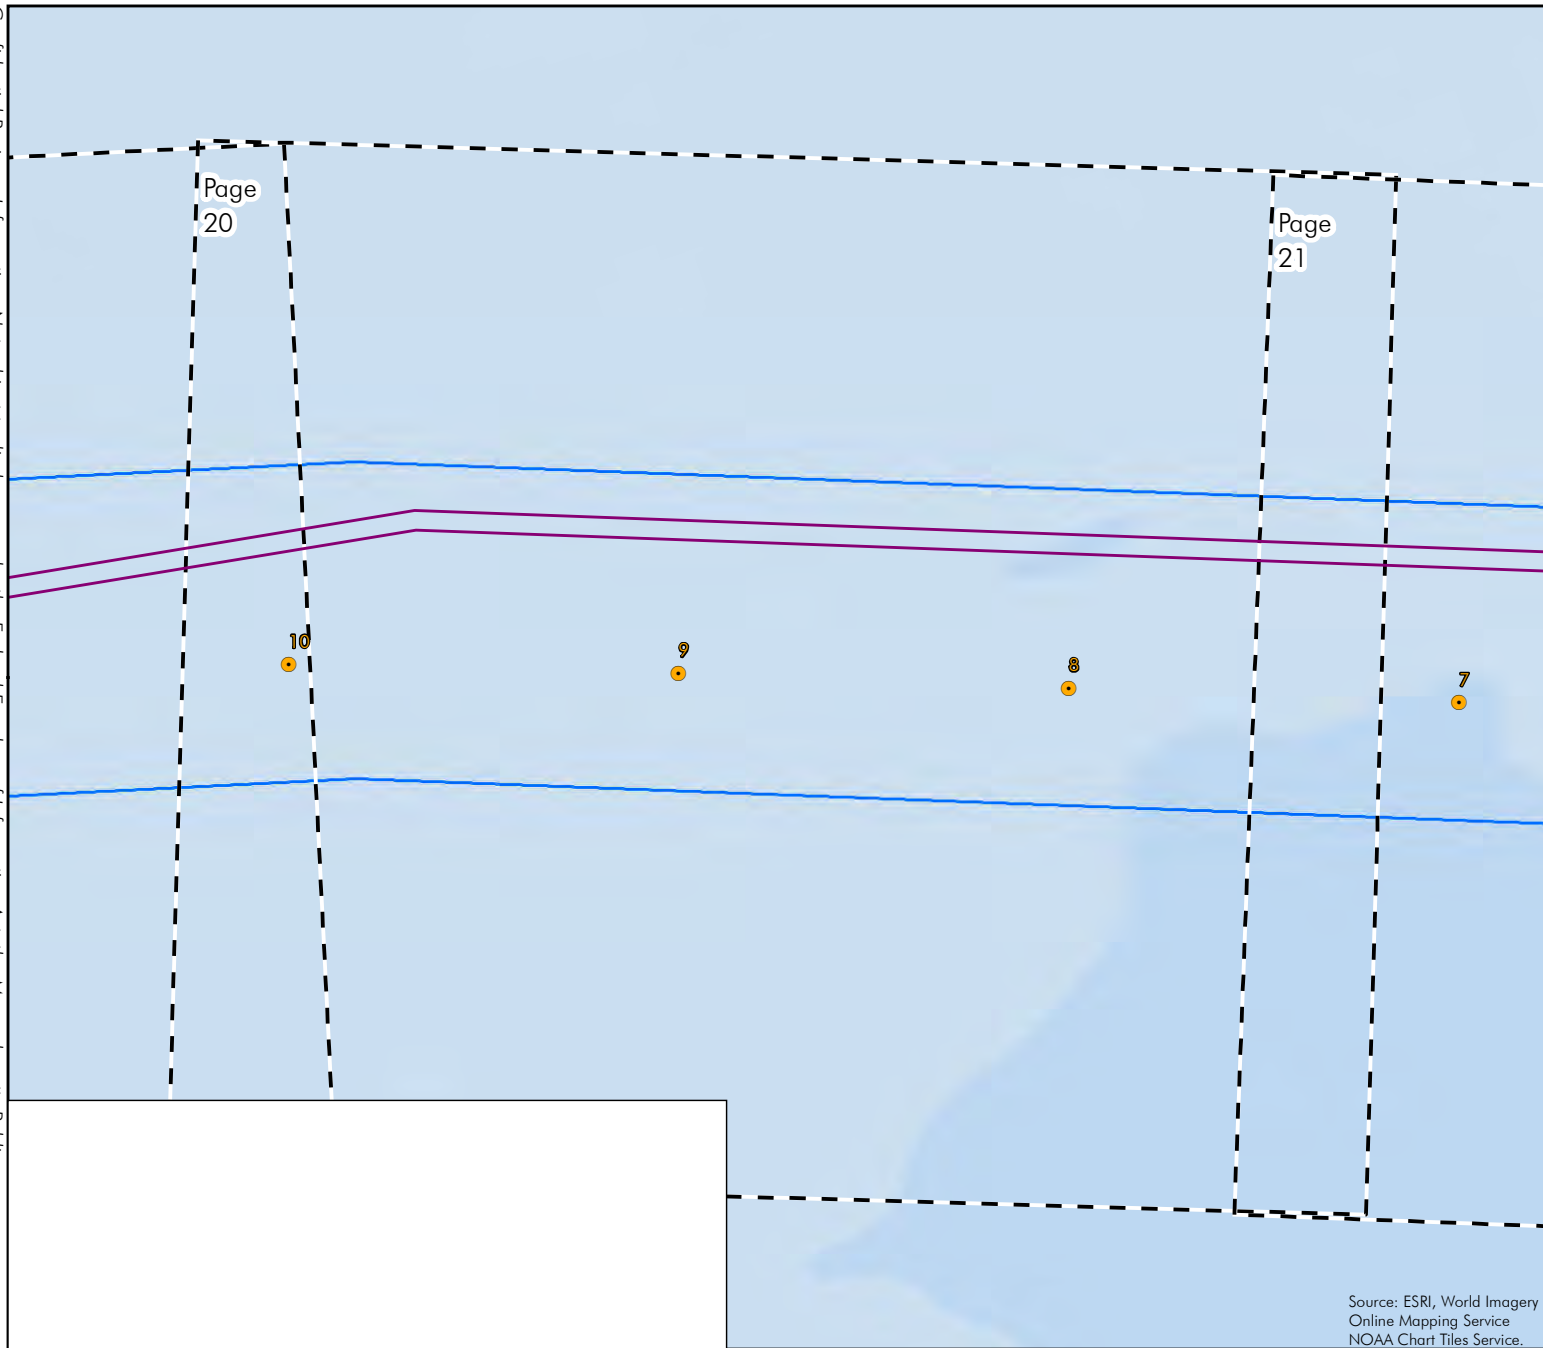 Page
20
Page
21
10
9
8
7
Source: ESRI, World Imagery
Online Mapping Service
NOAA Chart Tiles Service.